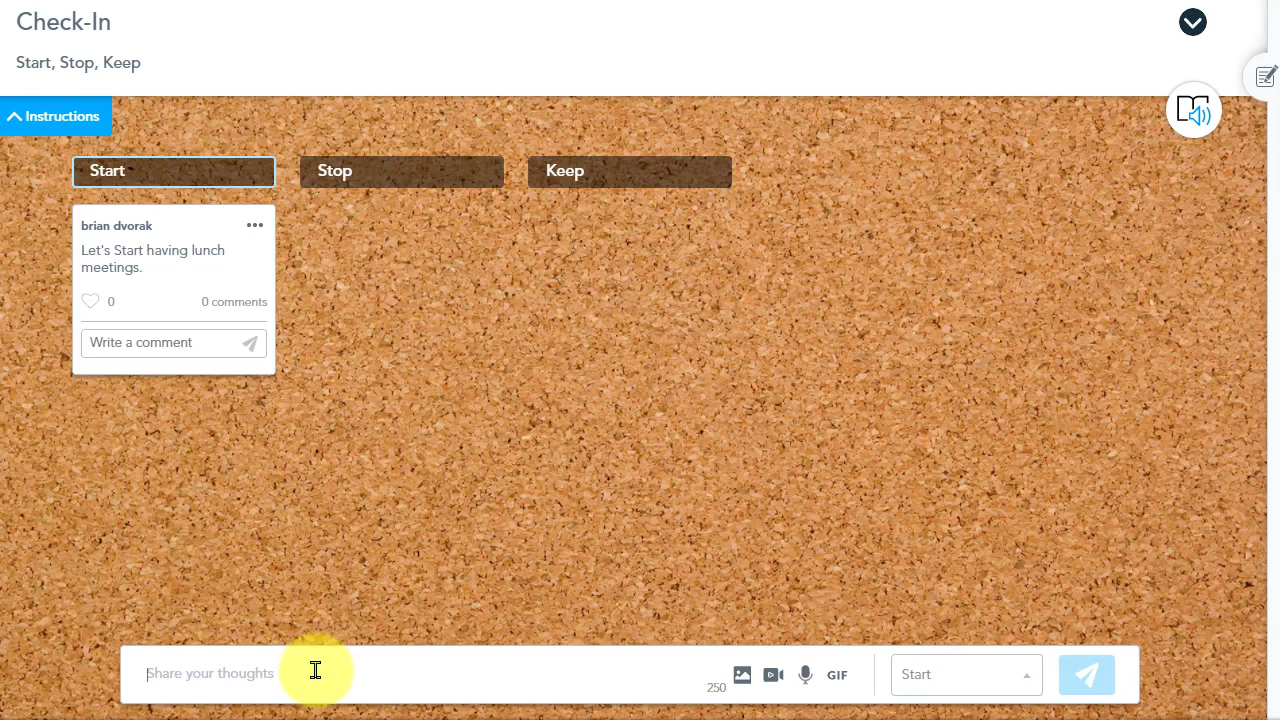 Check-In
Start, Stop, Keep
Instructions
Start
Stop
Keep
brian dvorak
Let's Start having lunch
meetings.
0
0 comments
Write a comment
Share your thoughts
250
GIF
Start